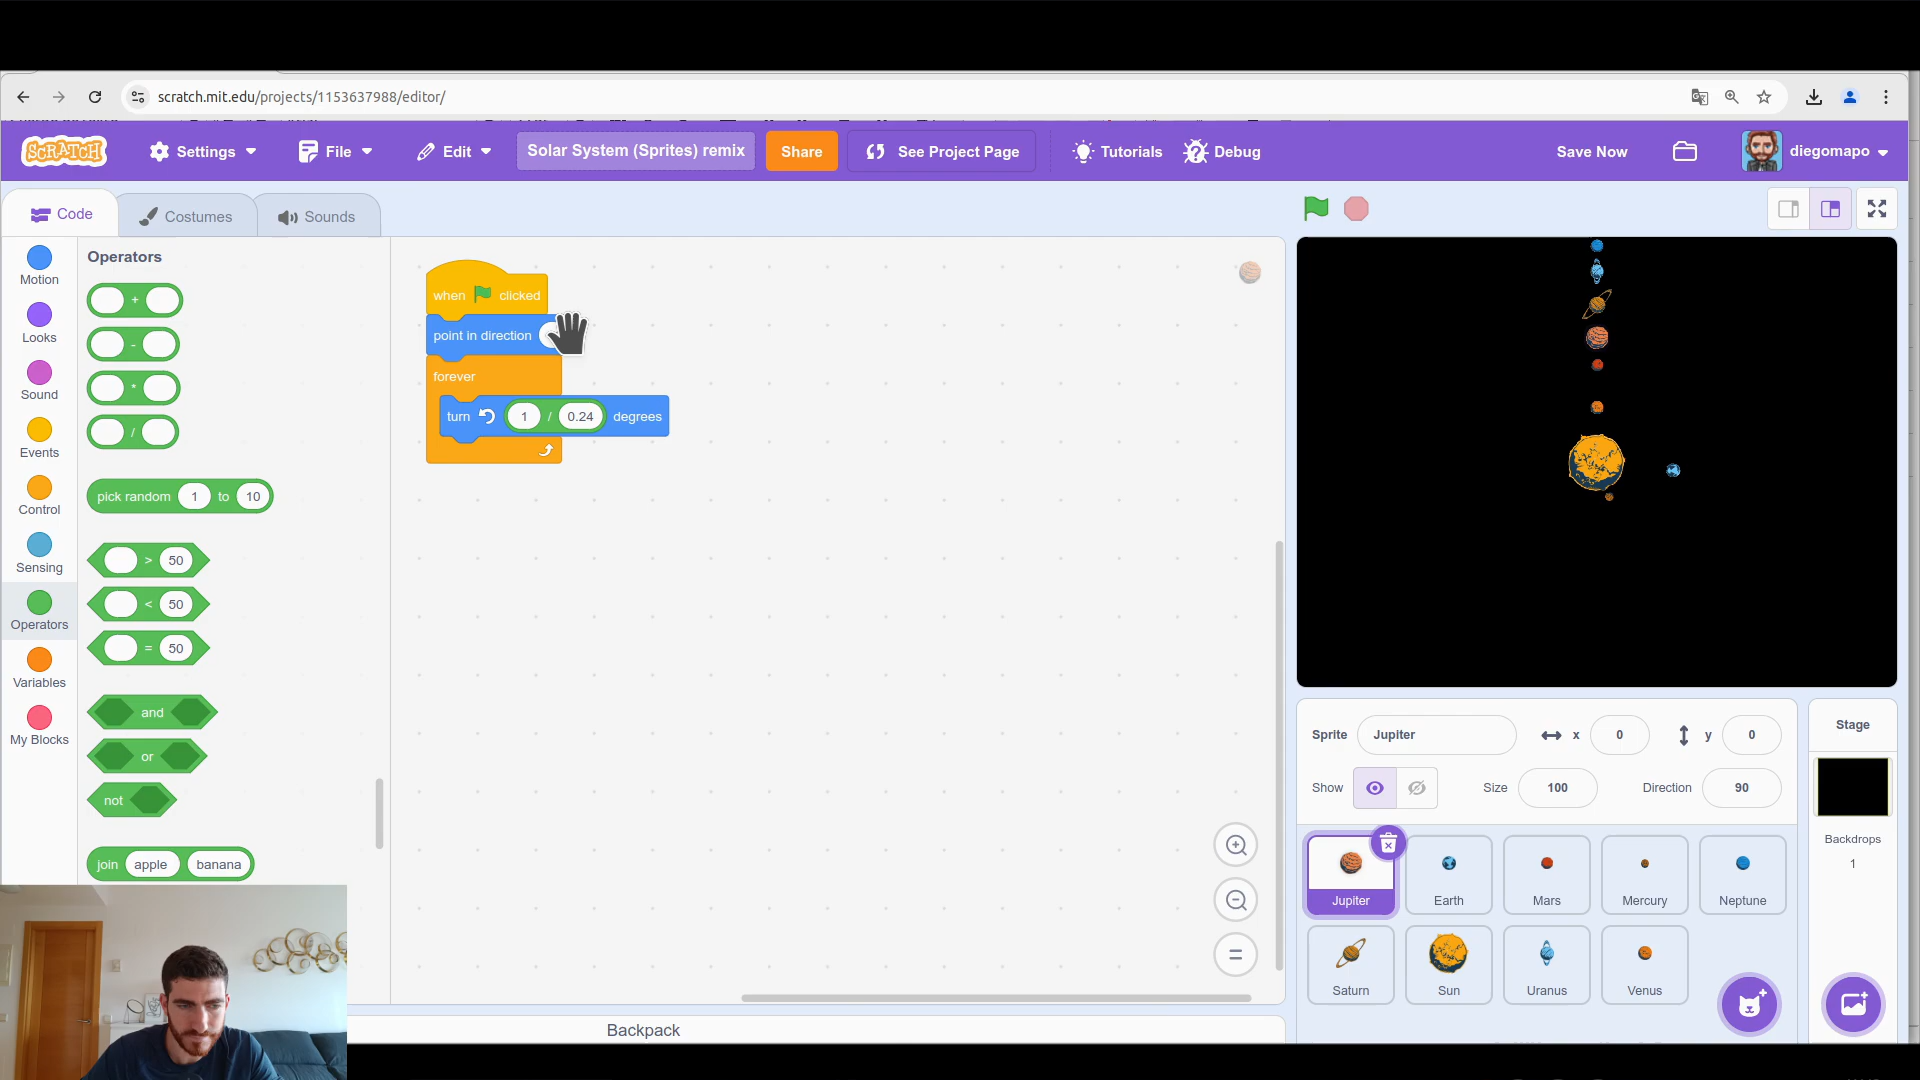 scratch.mit.edu/projects/1153637988/editor/
SCRATCH
Settings
File
Edit
Solar System (Sprites) remix
Share
See Project Page
Tutorials
Debug
Save Now
diegomapo
Code
Costumes
Sounds
Motion
Looks
Sound
Events
Control
Sensing
Operators
Variables
My Blocks
Operators
+
-
*
/
pick random 1 to 10
> 50
< 50
= 50
and
or
not
join apple banana
when clicked
point in direction
forever
turn 1 / 0.24 degrees
Backpack
Sprite Jupiter x 0 y 0
Show Size 100 Direction 90
Jupiter
Earth
Mars
Mercury
Neptune
Saturn
Sun
Uranus
Venus
Stage
Backdrops
1